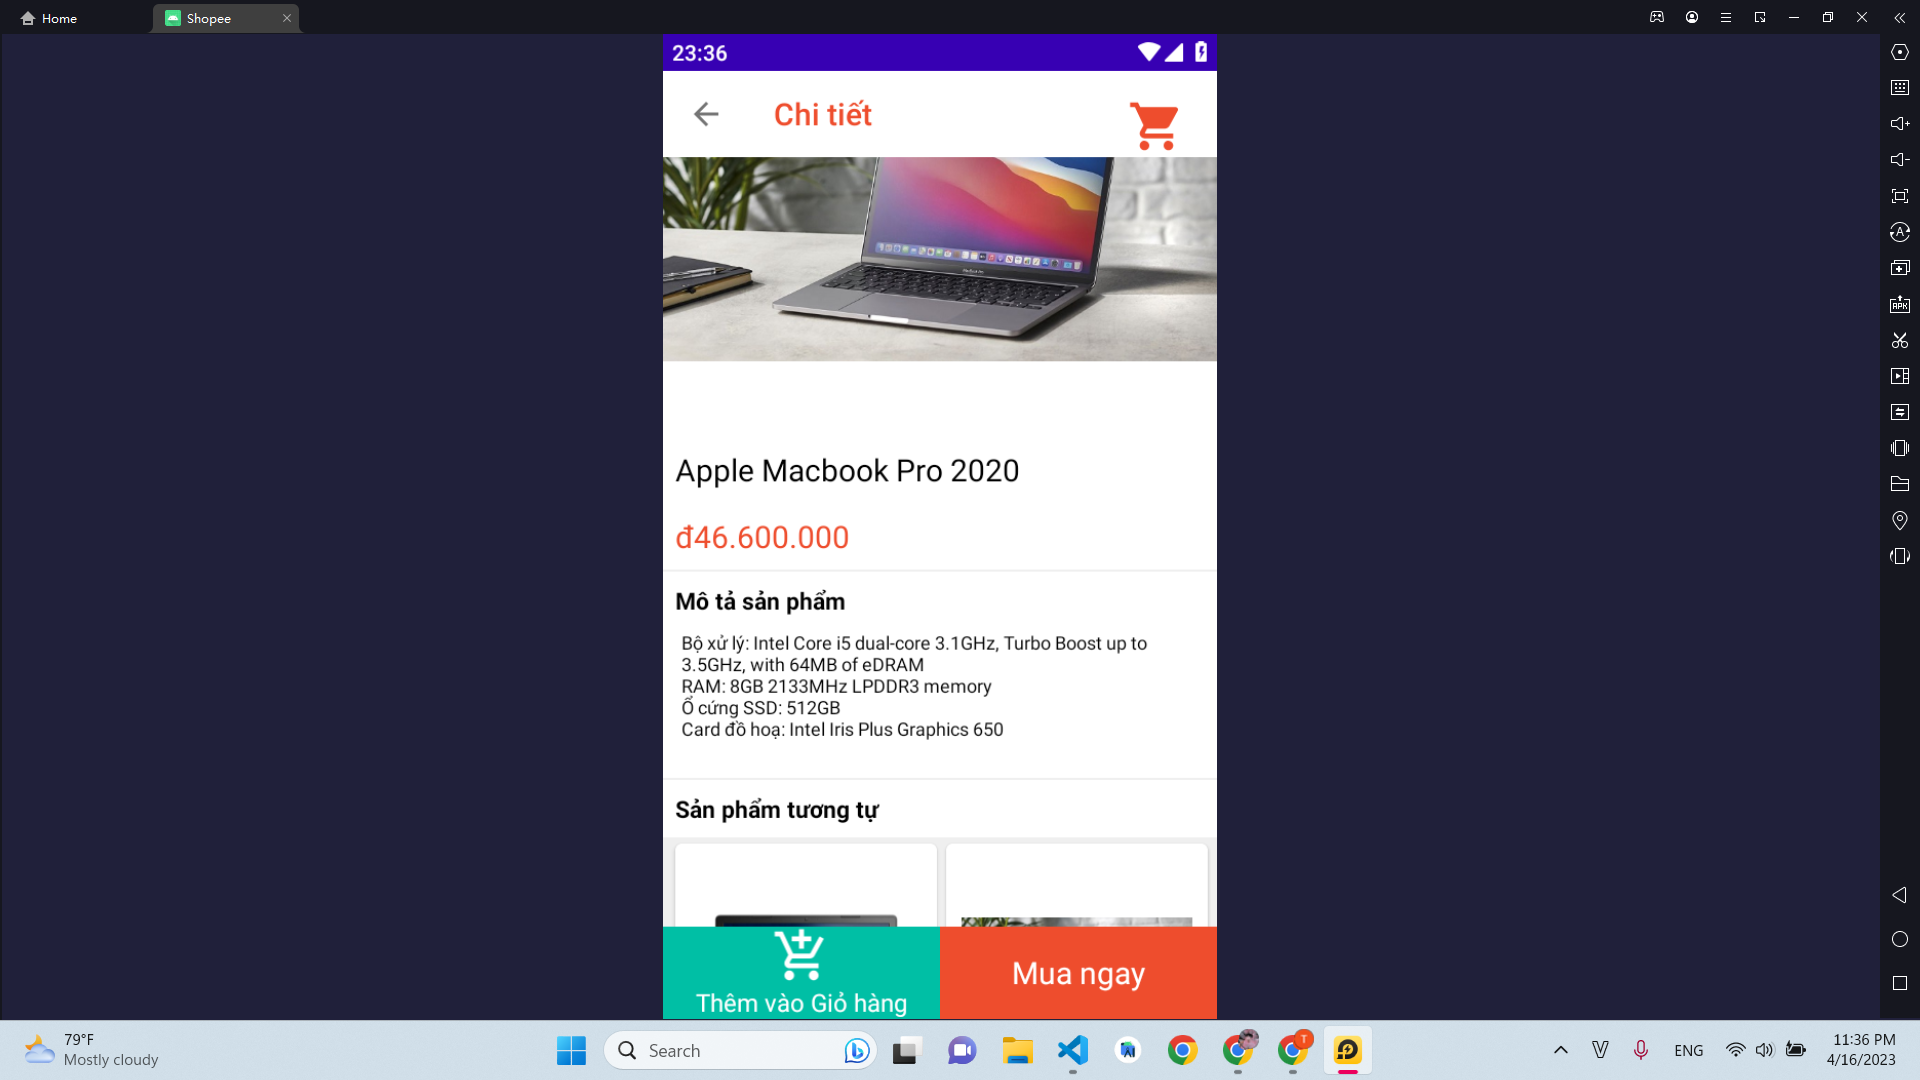 Home
Shopee
23:36
Chi tiết
MacBook Pro
Apple Macbook Pro 2020
đ46.600.000
Mô tả sản phẩm
Bộ xử lý: Intel Core i5 dual-core 3.1GHz, Turbo Boost up to
3.5GHz, with 64MB of eDRAM
RAM: 8GB 2133MHz LPDDR3 memory
Ổ cứng SSD: 512GB
Card đồ hoạ: Intel Iris Plus Graphics 650
Sản phẩm tương tự
Thêm vào Giỏ hàng
Mua ngay
APK
79°F
Mostly cloudy
Search
T
V
ENG
11:36 PM
4/16/2023